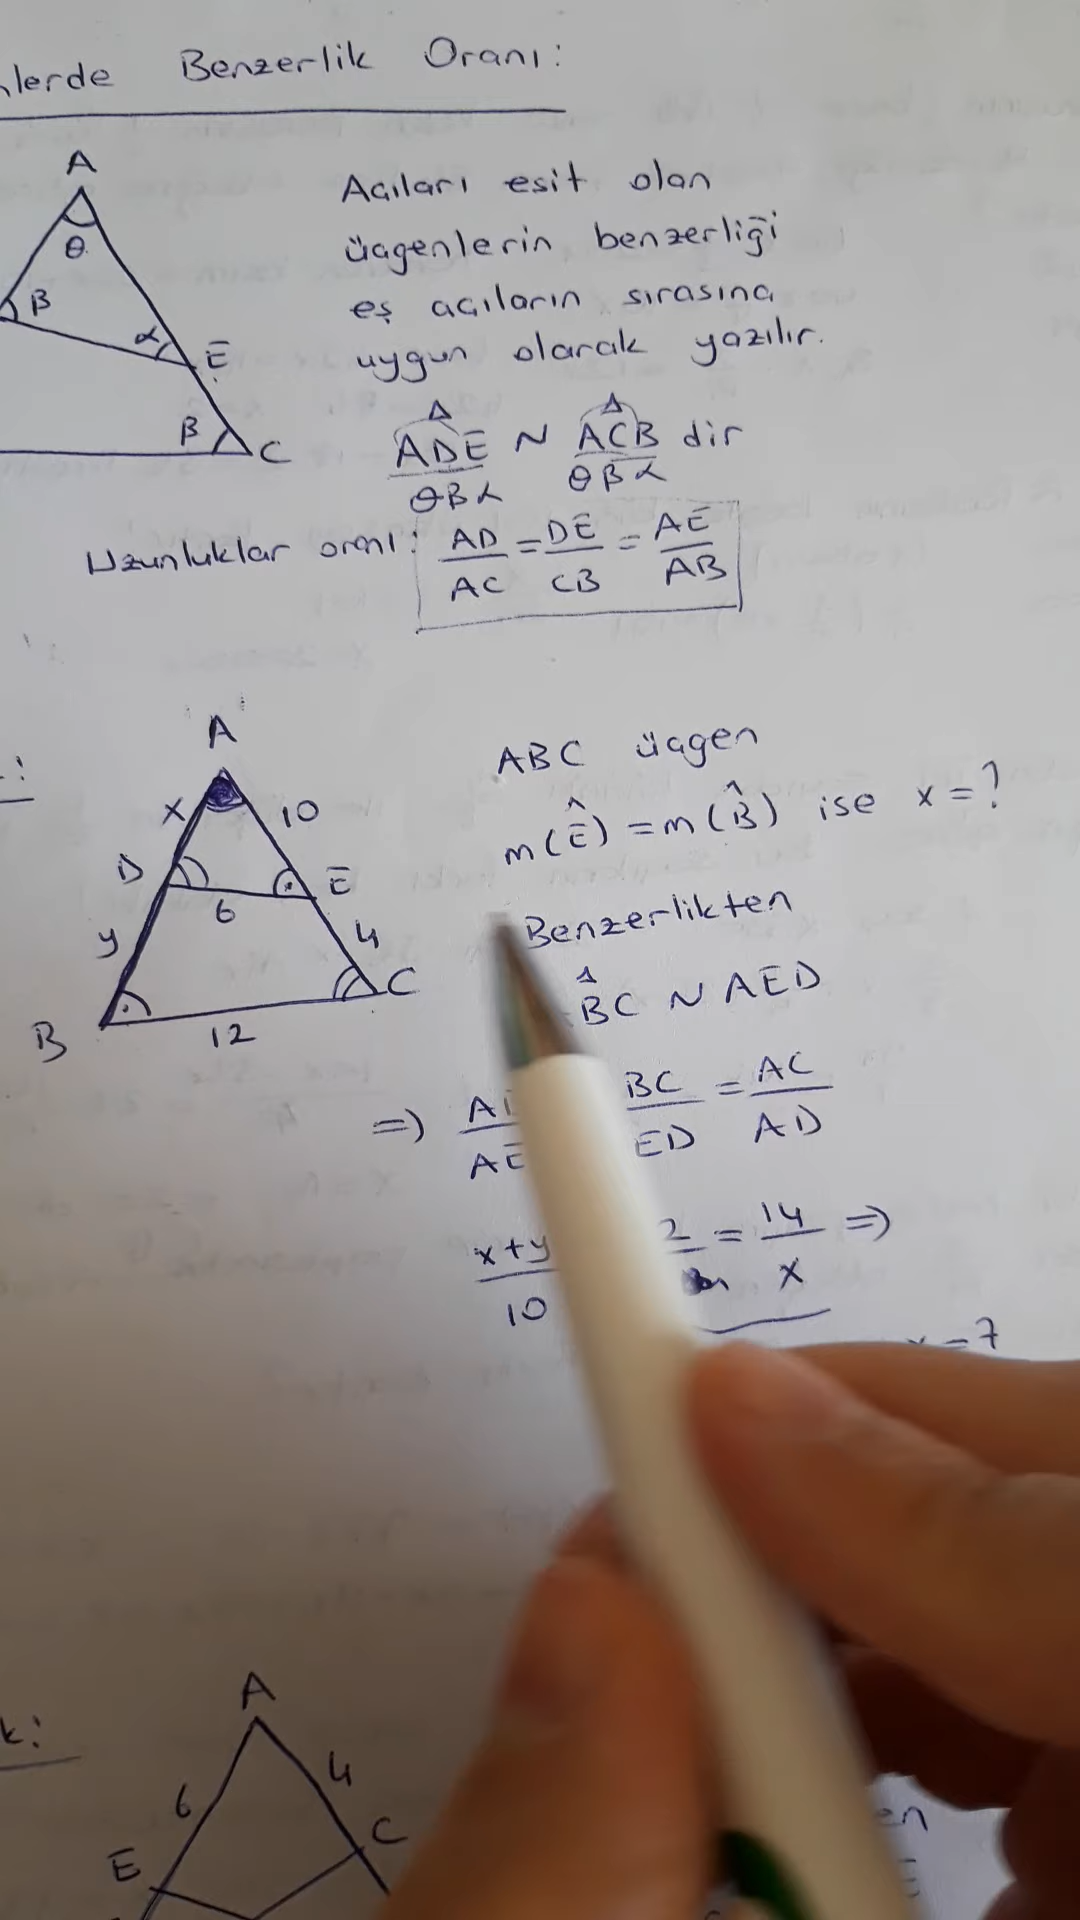 Benzerlik Oranı:
A
θ
B
α
E
β
C
Açıları eşit olan
üçgenlerin benzerliği
eş açıların sırasına
uygun olarak yazılır.
ADE ~ ACB dir
θβα θβα
Uzunluklar oranı: AD/AC = DE/CB = AE/AB
A
x 10
D E
6
y 4
C
B 12
ABC üçgen
m(Ê) = m(B̂) ise x = ?
Benzerlikten
BC ~ AED
=> BC/ED = AC/AD
x+y/10 = 14/x =>
x = 7
A
6 4
C
E